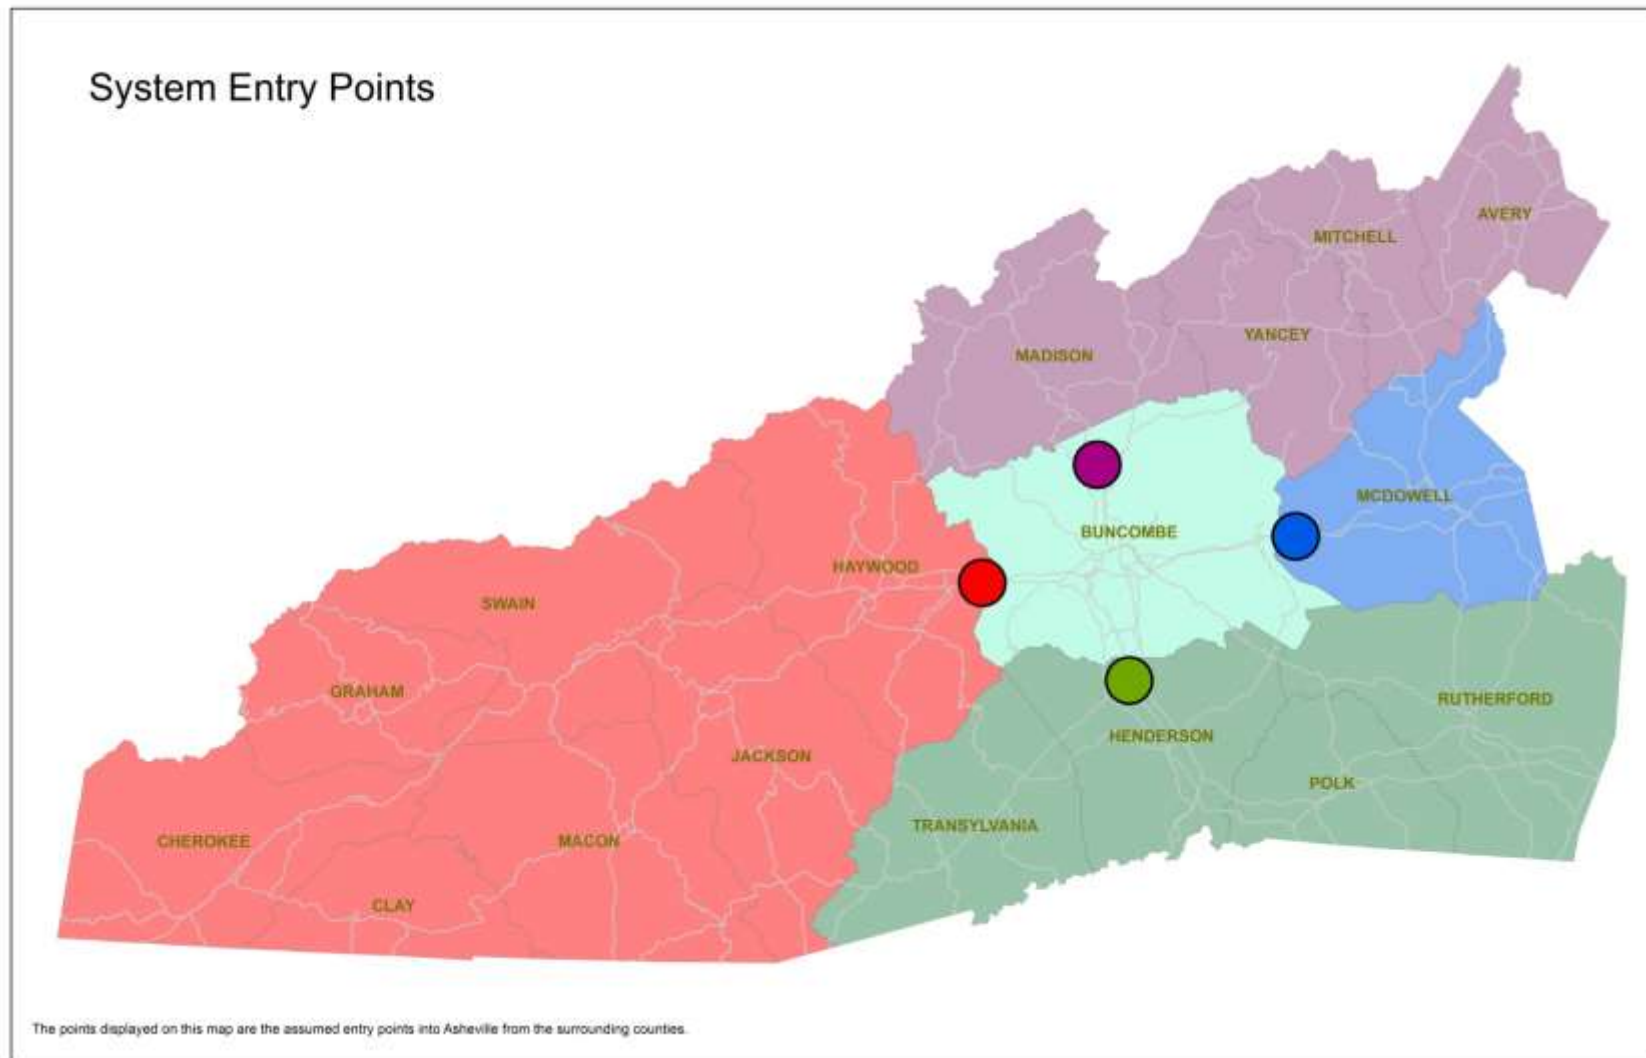 System Entry Points
AVERY
MITCHELL
YANCEY
MADISON
MCDOWELL
BUNCOMBE
HAYWOOD
SWAIN
GRAHAM
RUTHERFORD
HENDERSON
JACKSON
POLK
TRANSYLVANIA
CHEROKEE
MACON
CLAY
The points displayed on this map are the assumed entry points into Asheville from the surrounding counties.